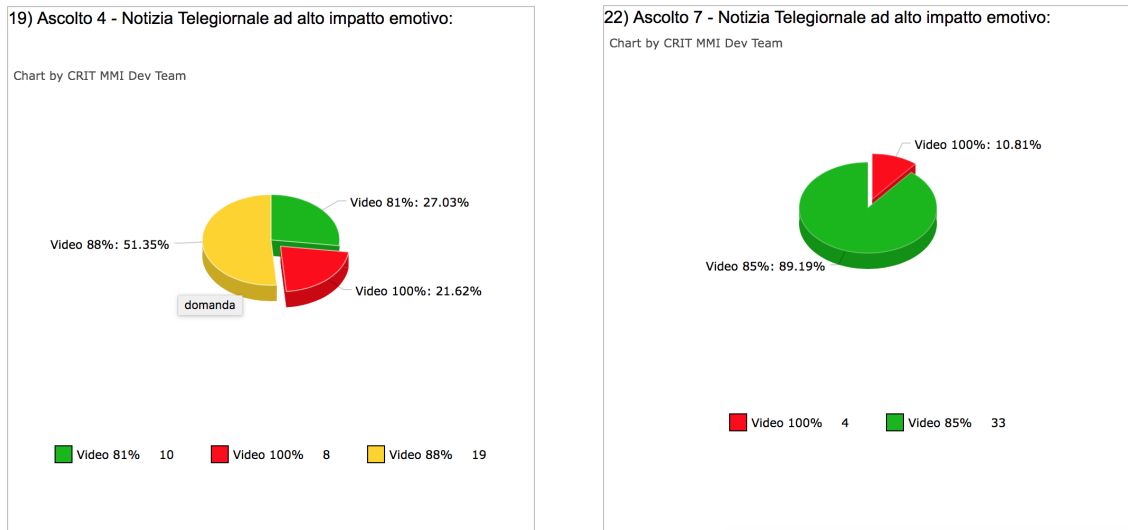 19) Ascolto 4 - Notizia Telegiornale ad alto impatto emotivo:
Chart by CRIT MMI Dev Team
Video 81%: 27.03%
Video 88%: 51.35%
Video 100%: 21.62%
domanda
Video 81% 10
Video 100% 8
Video 88% 19
22) Ascolto 7 - Notizia Telegiornale ad alto impatto emotivo:
Chart by CRIT MMI Dev Team
Video 100%: 10.81%
Video 85%: 89.19%
Video 100% 4
Video 85% 33